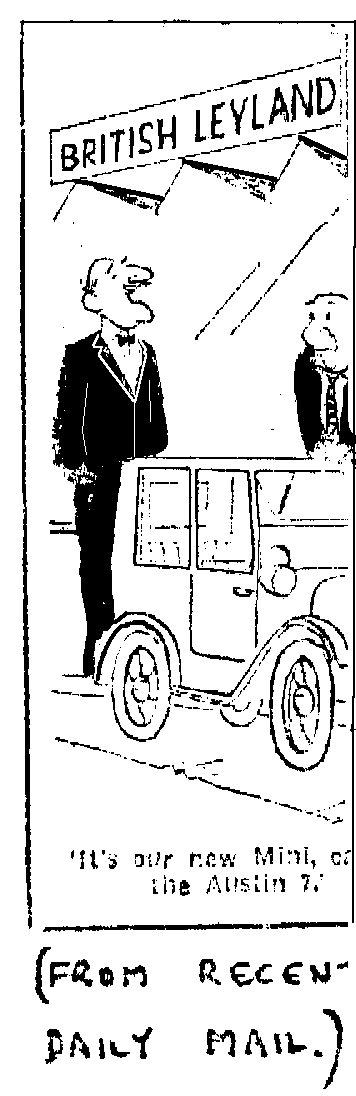 BRITISH LEYLAND
'It's our new Mini,
the Austin 7.'
(FROM RECEN
DAILY MAIL.)